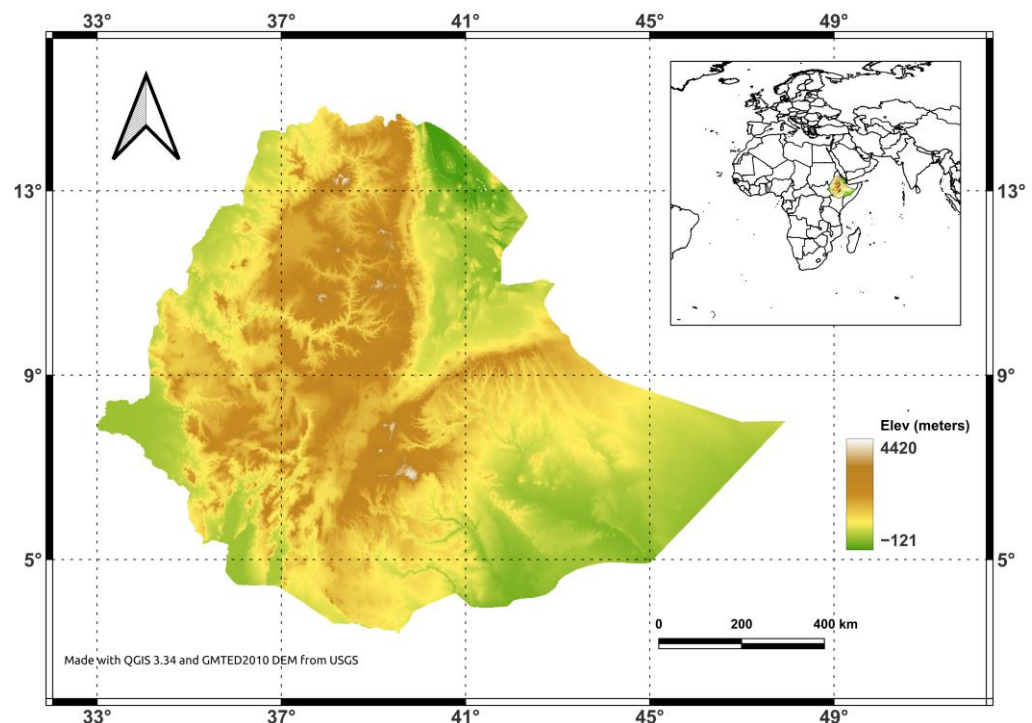 33° 37° 41° 45° 49°
13° 13°
9° 9°
Elev (meters)
4420
−121
5° 5°
0 200 400 km
Made with QGIS 3.34 and GMTED2010 DEM from USGS
33° 37° 41° 45° 49°